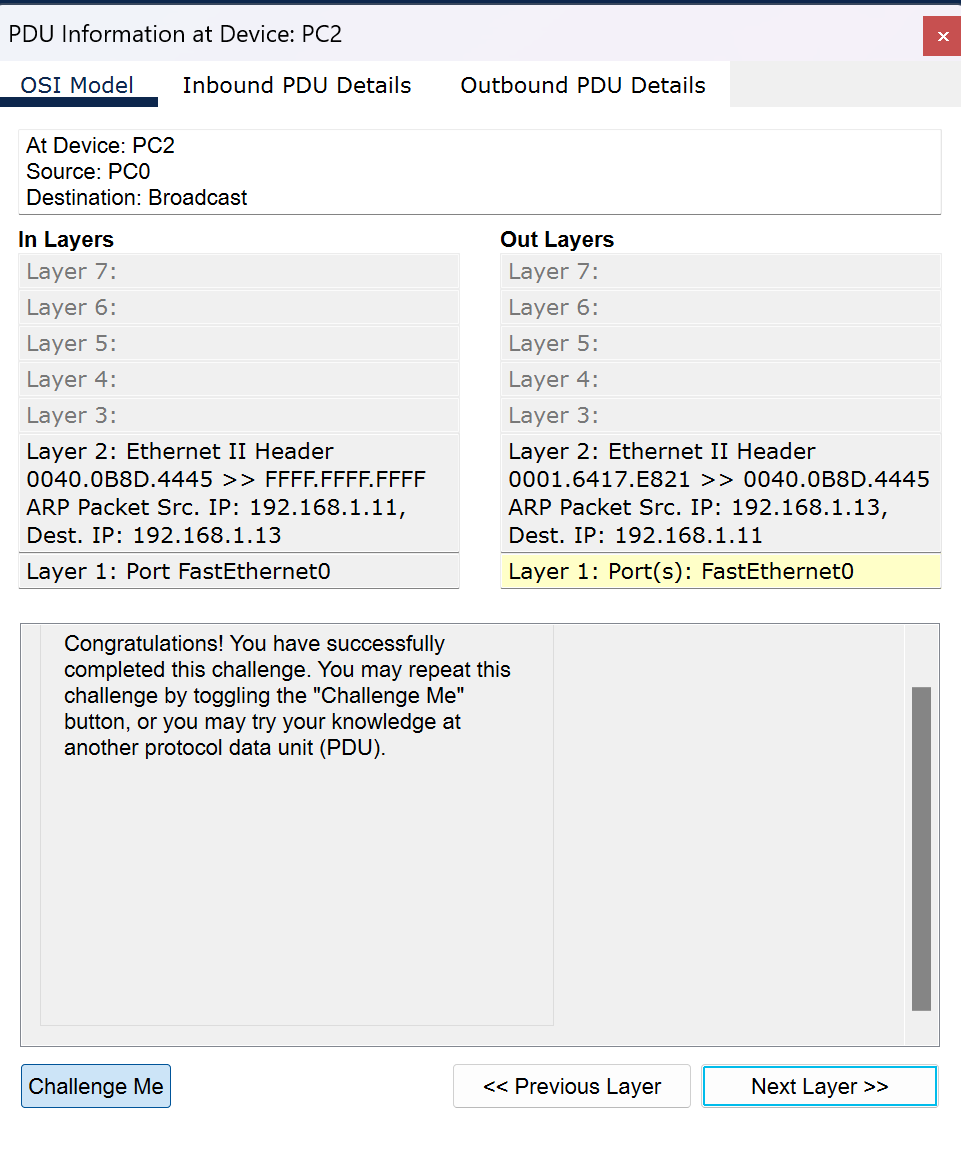 PDU Information at Device: PC2
×
OSI Model Inbound PDU Details Outbound PDU Details
At Device: PC2
Source: PC0
Destination: Broadcast
In Layers
Layer 7:
Layer 6:
Layer 5:
Layer 4:
Layer 3:
Layer 2: Ethernet II Header
0040.0B8D.4445 >> FFFF.FFFF.FFFF
ARP Packet Src. IP: 192.168.1.11,
Dest. IP: 192.168.1.13
Layer 1: Port FastEthernet0
Out Layers
Layer 7:
Layer 6:
Layer 5:
Layer 4:
Layer 3:
Layer 2: Ethernet II Header
0001.6417.E821 >> 0040.0B8D.4445
ARP Packet Src. IP: 192.168.1.13,
Dest. IP: 192.168.1.11
Layer 1: Port(s): FastEthernet0
Congratulations! You have successfully
completed this challenge. You may repeat this
challenge by toggling the "Challenge Me"
button, or you may try your knowledge at
another protocol data unit (PDU).
Challenge Me
<< Previous Layer
Next Layer >>